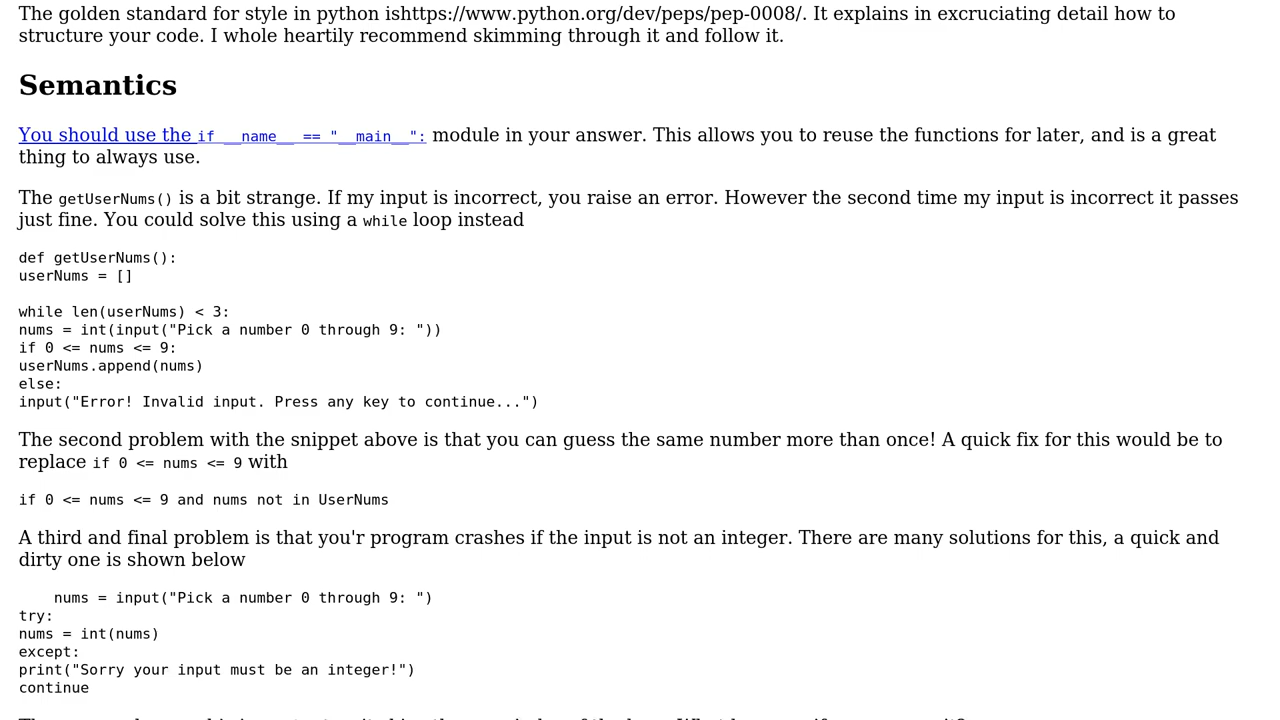 The golden standard for style in python ishttps://www.python.org/dev/peps/pep-0008/. It explains in excruciating detail how to
structure your code. I whole heartily recommend skimming through it and follow it.
Semantics
You should use the if __name__ == "__main__": module in your answer. This allows you to reuse the functions for later, and is a great
thing to always use.
The getUserNums() is a bit strange. If my input is incorrect, you raise an error. However the second time my input is incorrect it passes
just fine. You could solve this using a while loop instead
def getUserNums():
userNums = []
while len(userNums) < 3:
nums = int(input("Pick a number 0 through 9: "))
if 0 <= nums <= 9:
userNums.append(nums)
else:
input("Error! Invalid input. Press any key to continue...")
The second problem with the snippet above is that you can guess the same number more than once! A quick fix for this would be to
replace if 0 <= nums <= 9 with
if 0 <= nums <= 9 and nums not in UserNums
A third and final problem is that you'r program crashes if the input is not an integer. There are many solutions for this, a quick and
dirty one is shown below
    nums = input("Pick a number 0 through 9: ")
try:
nums = int(nums)
except:
print("Sorry your input must be an integer!")
continue